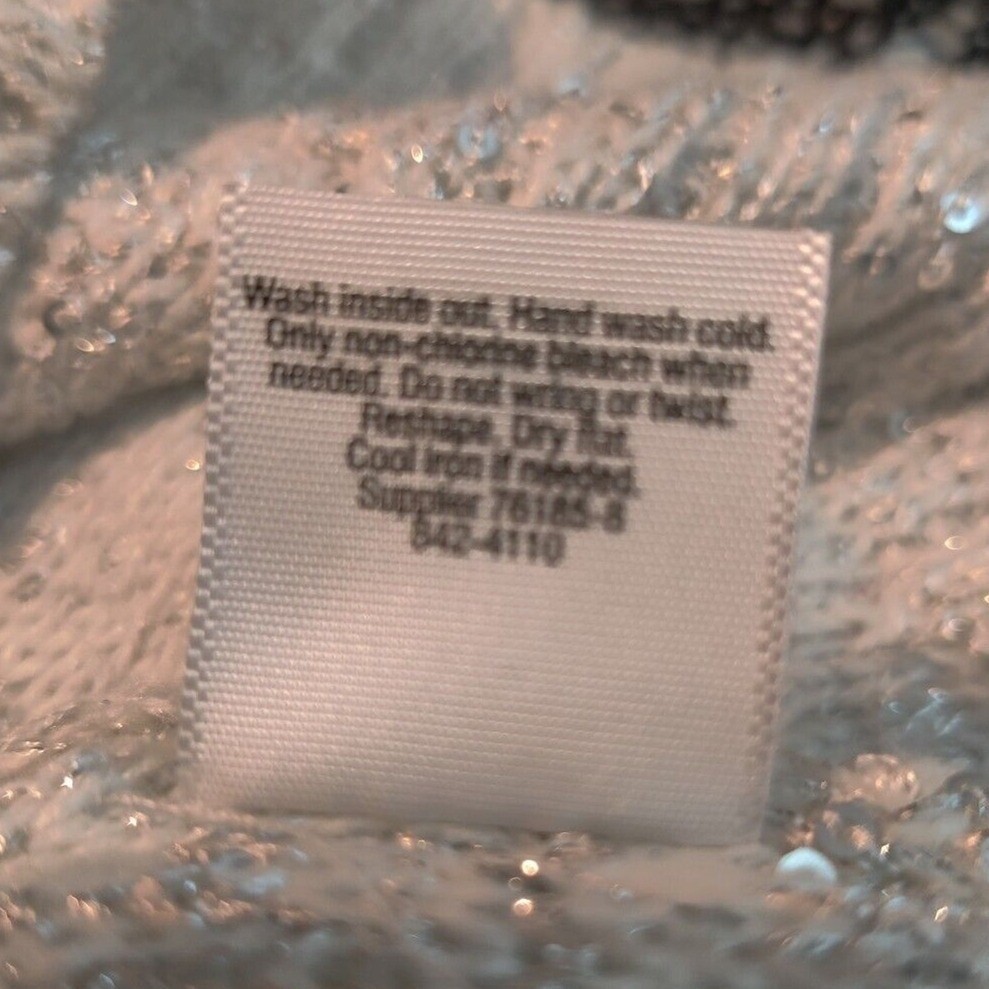 Wash inside out. Hand wash cold.
Only non-chlorine bleach when
needed. Do not wring or twist.
Reshape. Dry flat.
Cool iron if needed.
Supplier 76165-8
842-4110